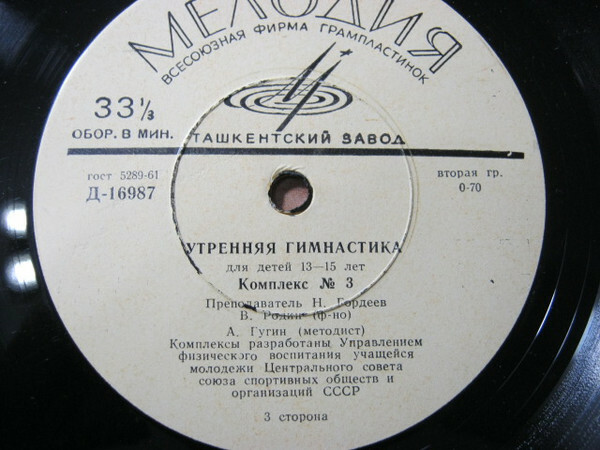 МЕЛОДИЯ
ВСЕСОЮЗНАЯ ФИРМА ГРАМПЛАСТИНОК
33 1/3
ОБОР. В МИН.
ТАШКЕНТСКИЙ ЗАВОД
гост 5289-61
Д-16987
вторая гр.
0-70
УТРЕННЯЯ ГИМНАСТИКА
для детей 13—15 лет
Комплекс № 3
Преподаватель Н. Гордеев
В. Родин (ф-но)
А. Гугин (методист)
Комплексы разработаны Управлением
физического воспитания учащейся
молодежи Центрального совета
союза спортивных обществ и
организаций СССР
3 сторона